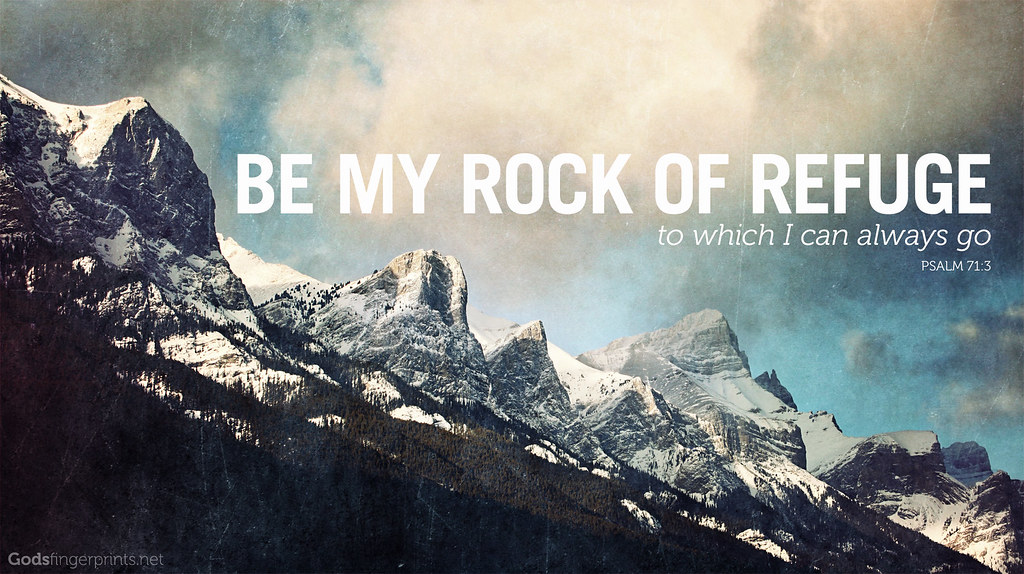 BE MY ROCK OF REFUGE
to which I can always go
PSALM 71:3
Godsfingerprints.net